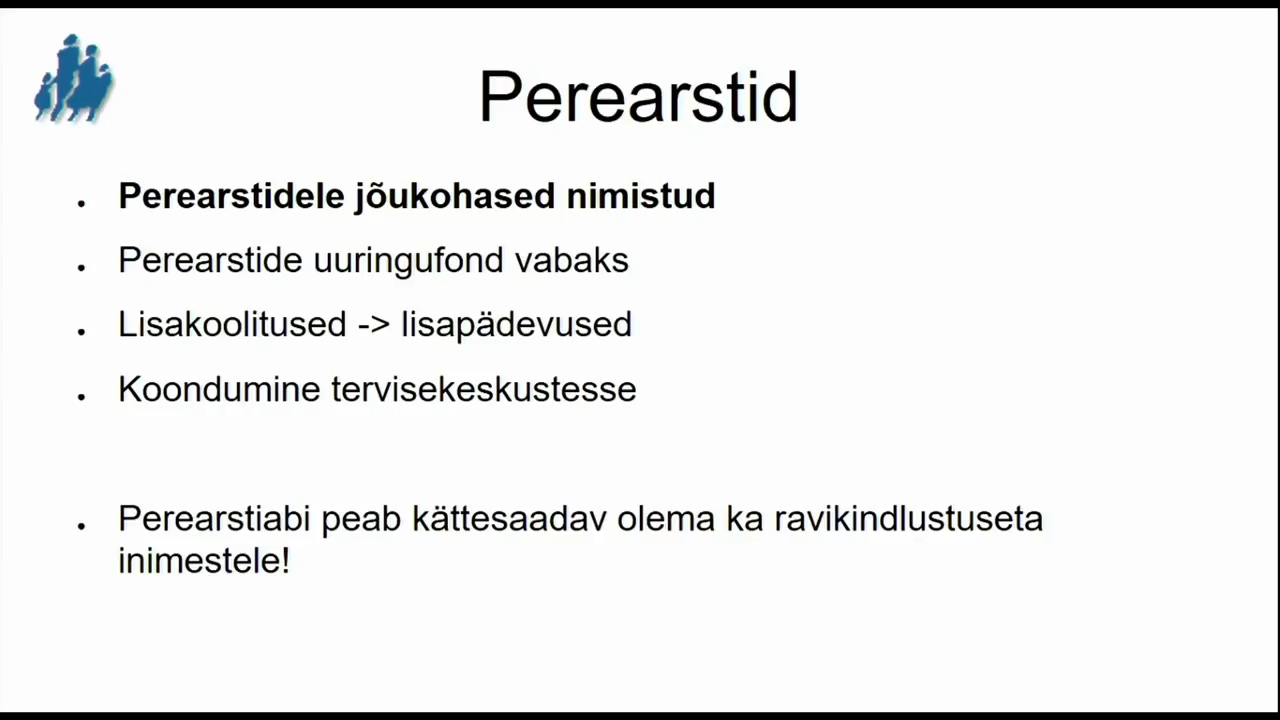 Perearstid
. Perearstidele jõukohased nimistud
. Perearstide uuringufond vabaks
. Lisakoolitused -> lisapädevused
. Koondumine tervisekeskustesse
. Perearstiabi peab kättesaadav olema ka ravikindlustuseta
inimestele!